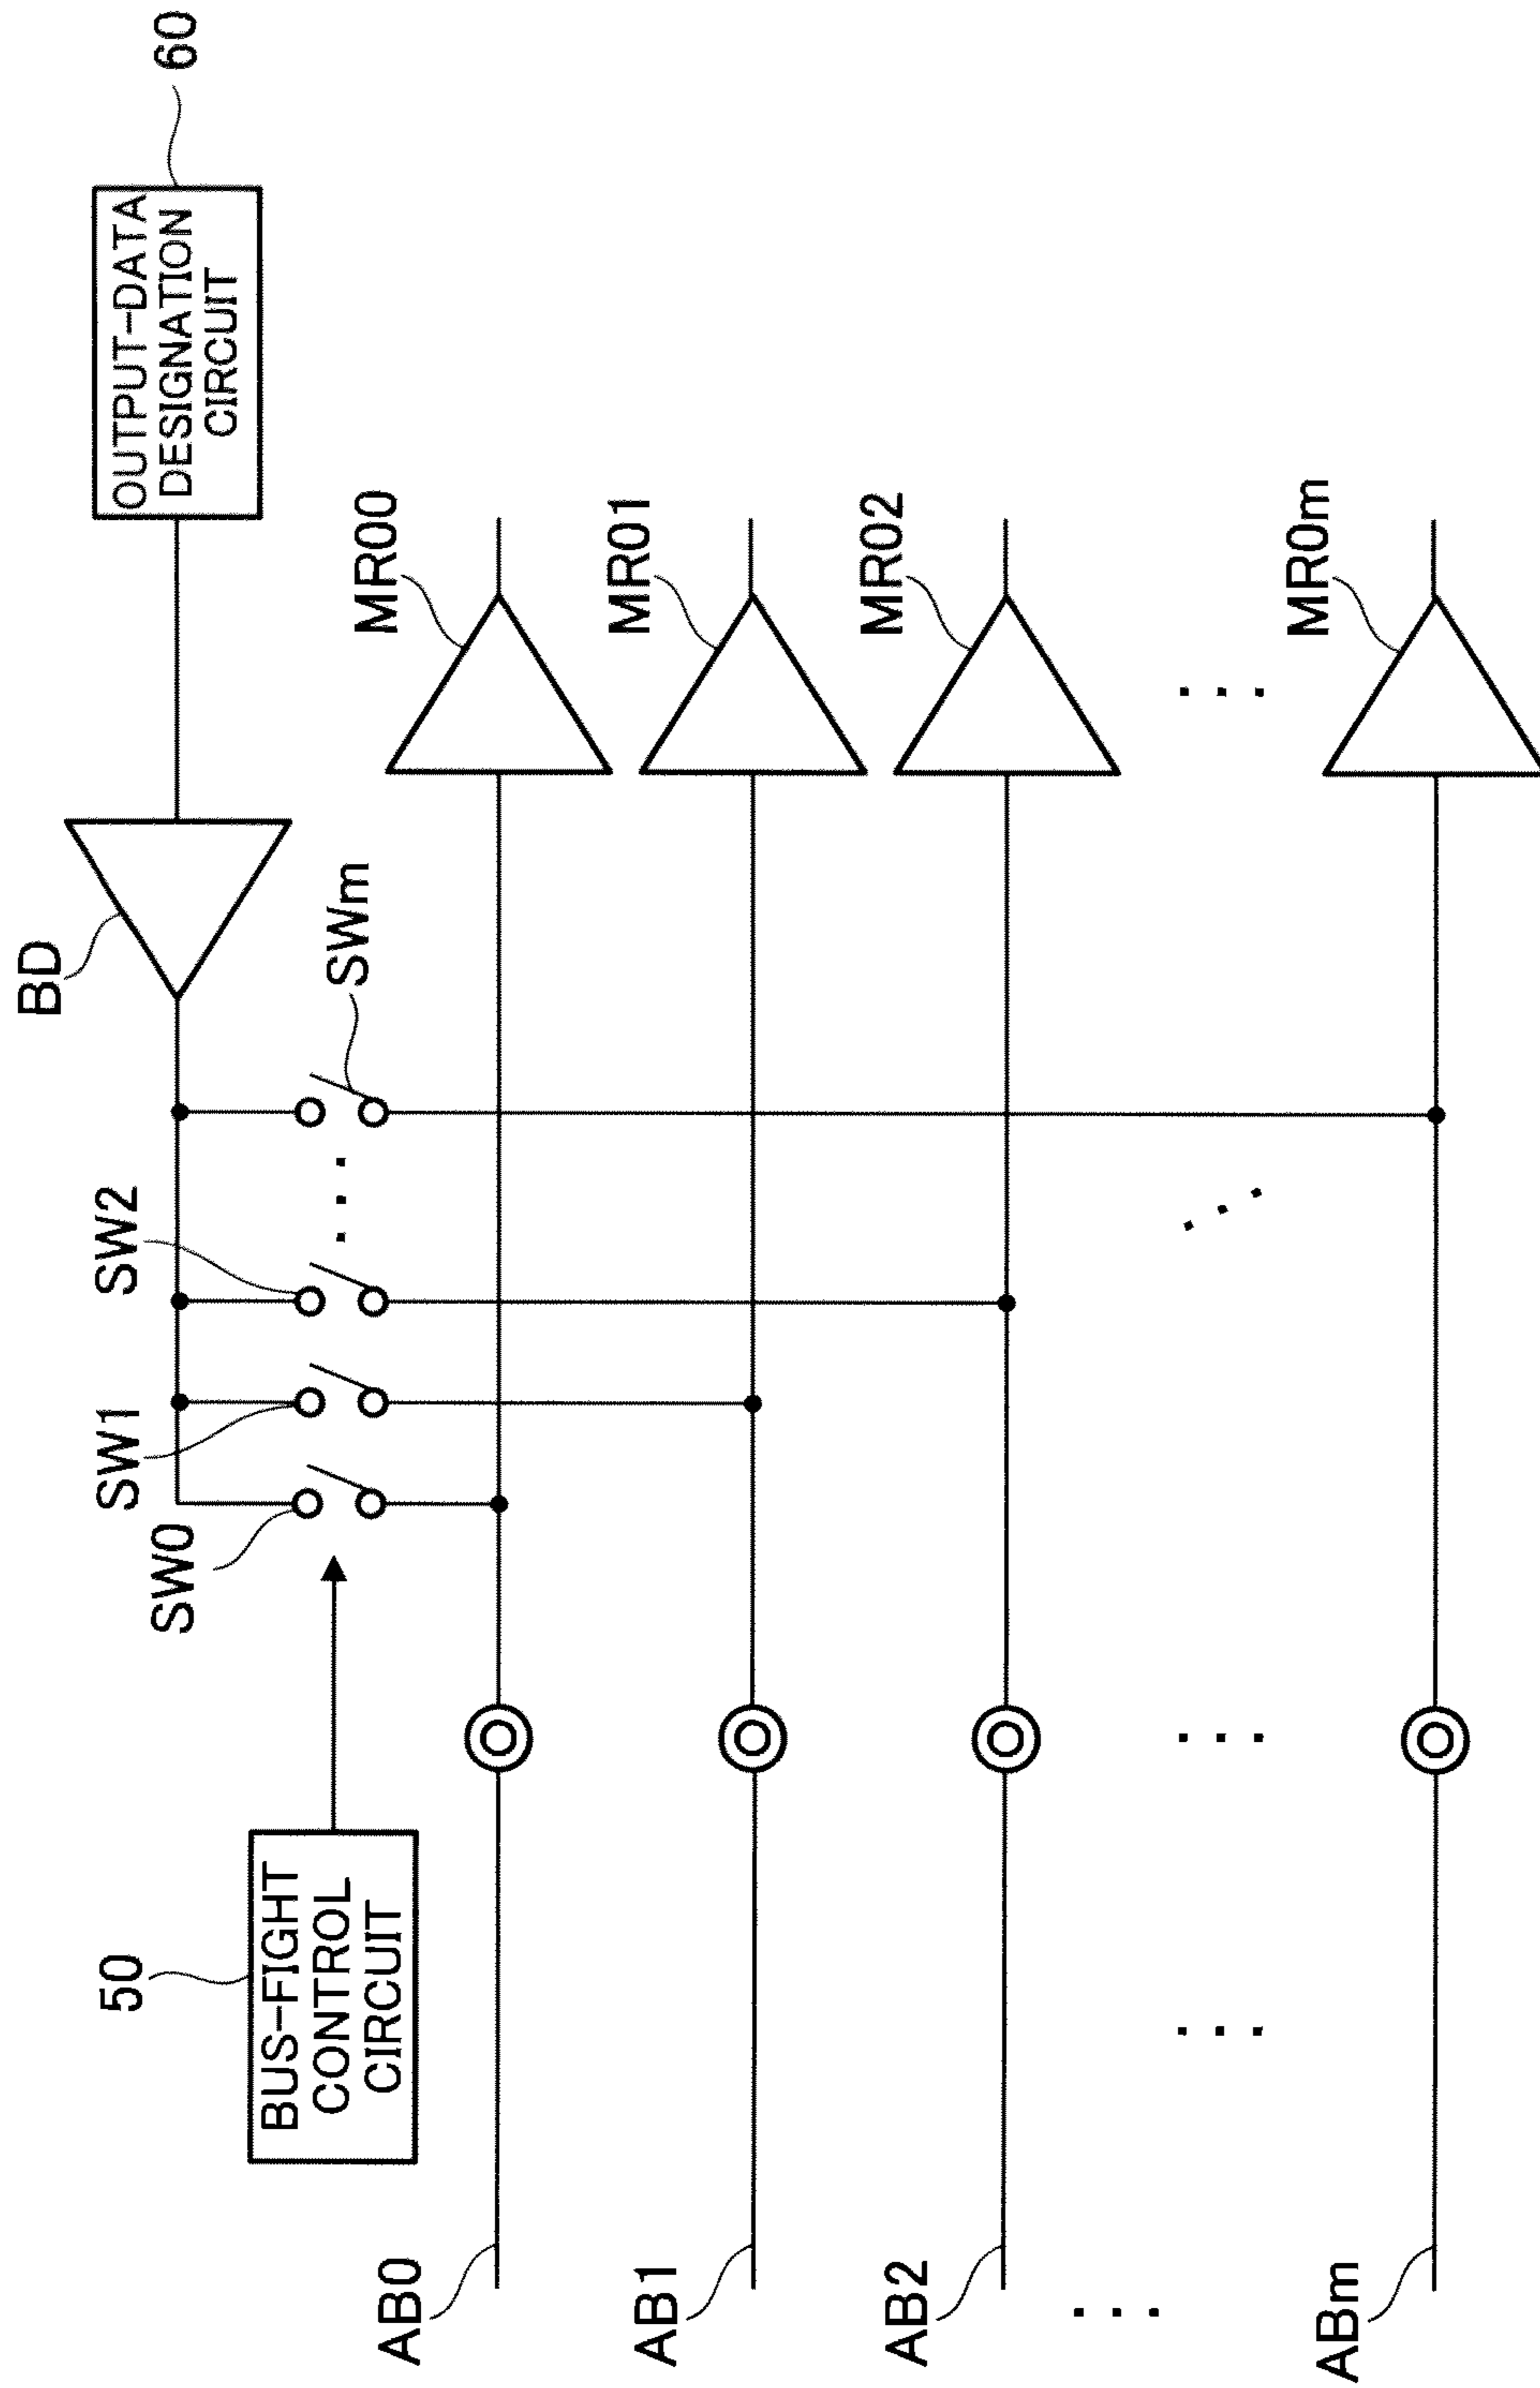 50
BUS-FIGHT
CONTROL
CIRCUIT
SW0
SW1
SW2
SWm
BD
60
OUTPUT-DATA
DESIGNATION
CIRCUIT
AB0
MR00
AB1
MR01
AB2
MR02
ABm
MR0m